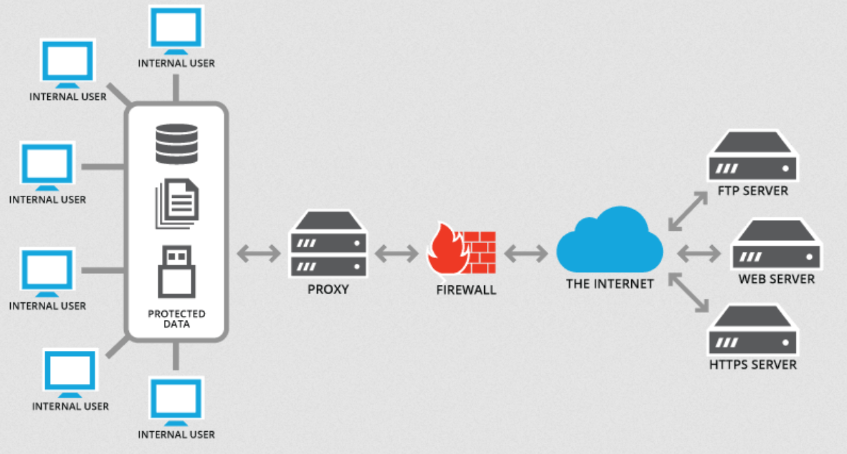 INTERNAL USER
INTERNAL USER
INTERNAL USER
INTERNAL USER
INTERNAL USER
INTERNAL USER
PROTECTED
DATA
PROXY
FIREWALL
THE INTERNET
FTP SERVER
WEB SERVER
HTTPS SERVER